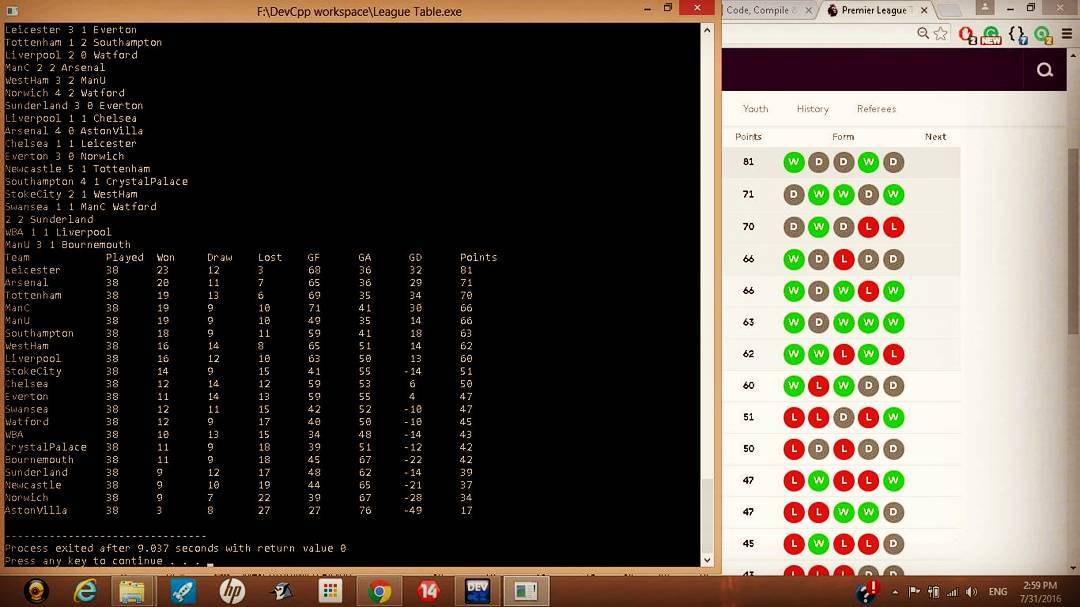 F:\DevCpp workspace\League Table.exe
Leicester 3 1 Everton
Tottenham 1 2 Southampton
Liverpool 2 0 Watford
ManC 2 2 Arsenal
WestHam 3 2 ManU
Norwich 4 2 Watford
Sunderland 3 0 Everton
Liverpool 1 1 Chelsea
Arsenal 4 0 AstonVilla
Chelsea 1 1 Leicester
Everton 3 0 Norwich
Newcastle 5 1 Tottenham
Southampton 4 1 CrystalPalace
StokeCity 2 1 WestHam
Swansea 1 1 ManC Watford
2 2 Sunderland
WBA 1 1 Liverpool
ManU 3 1 Bournemouth
Team Played Won Draw Lost GF GA GD Points
Leicester 38 23 12 3 68 36 32 81
Arsenal 38 20 11 7 65 36 29 71
Tottenham 38 19 13 6 69 35 34 70
ManC 38 19 9 10 71 41 30 66
ManU 38 19 9 10 49 35 14 66
Southampton 38 18 9 11 59 41 18 63
WestHam 38 16 14 8 65 51 14 62
Liverpool 38 16 12 10 63 50 13 60
StokeCity 38 14 9 15 41 55 -14 51
Chelsea 38 12 14 12 59 53 6 50
Everton 38 11 14 13 59 55 4 47
Swansea 38 12 11 15 42 52 -10 47
Watford 38 12 9 17 40 50 -10 45
WBA 38 10 13 15 34 48 -14 43
CrystalPalace 38 11 9 18 39 51 -12 42
Bournemouth 38 11 9 18 45 67 -22 42
Sunderland 38 9 12 17 48 62 -14 39
Newcastle 38 9 10 19 44 65 -21 37
Norwich 38 9 7 22 39 67 -28 34
AstonVilla 38 3 8 27 27 76 -49 17
--------------------------------
Process exited after 9.037 seconds with return value 0
Press any key to continue . . .
Code, Compile & Premier League
2 NEW 7 2
Youth History Referees
Points Form Next
81 W D D W D
71 D W W D W
70 D W D L L
66 W D L D D
66 W D W L W
63 W D W W W
62 W W L W L
60 W L W D D
51 L L D L W
50 L D L D D
47 L W L L W
47 L L W W D
45 L W L L D
43 L L L D D
hp 14 DEV ENG 2:59 PM
7/31/2016